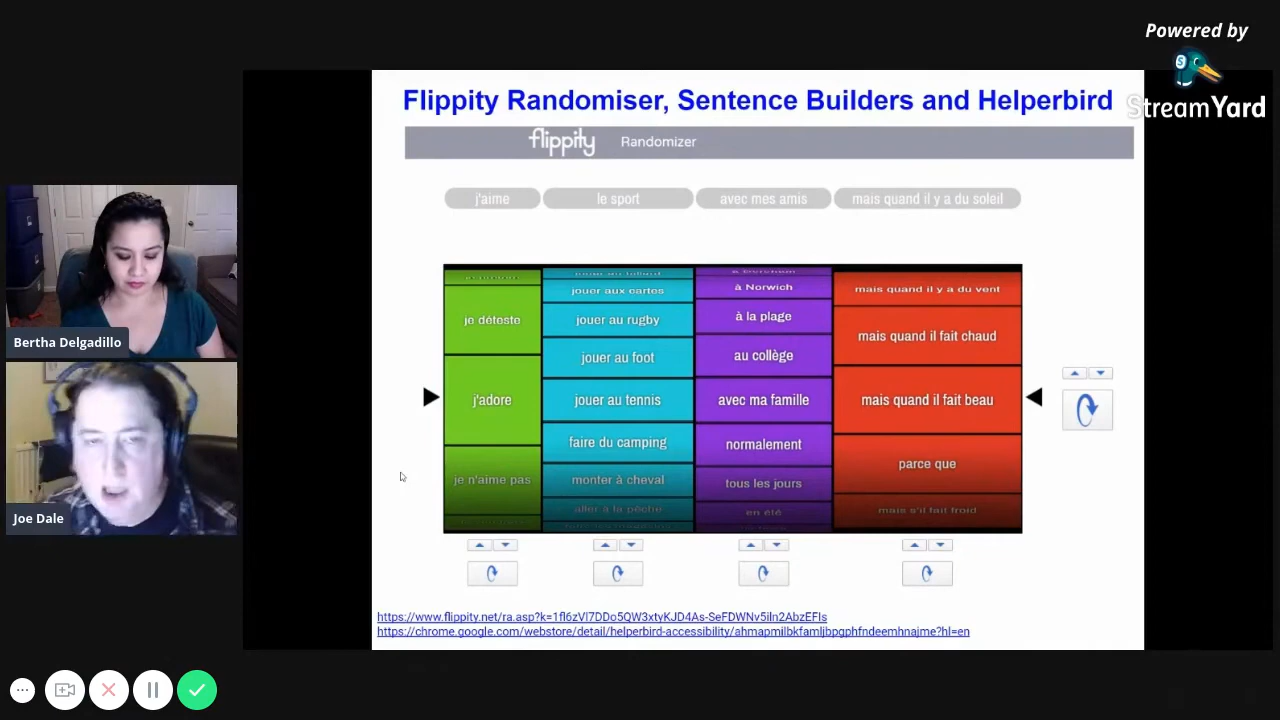 Powered by
StreamYard
Flippity Randomiser, Sentence Builders and Helperbird
flippity Randomizer
j'aime le sport avec mes amis mais quand il y a du soleil
jouer aux cartes à Norwich mais quand il y a du vent
je déteste jouer au rugby à la plage mais quand il fait chaud
jouer au foot au collège
j'adore jouer au tennis avec ma famille mais quand il fait beau
faire du camping normalement parce que
je n'aime pas monter à cheval tous les jours
aller à la pêche en été mais s'il fait froid
https://www.flippity.net/ra.asp?k=1fl6zVl7DDo5QW3xtyKJD4As-SeFDWNv5iln2AbzEFIs
https://chrome.google.com/webstore/detail/helperbird-accessibility/ahmapmilbkfamljbpgphfndeemhnajme?hl=en
Bertha Delgadillo
Joe Dale